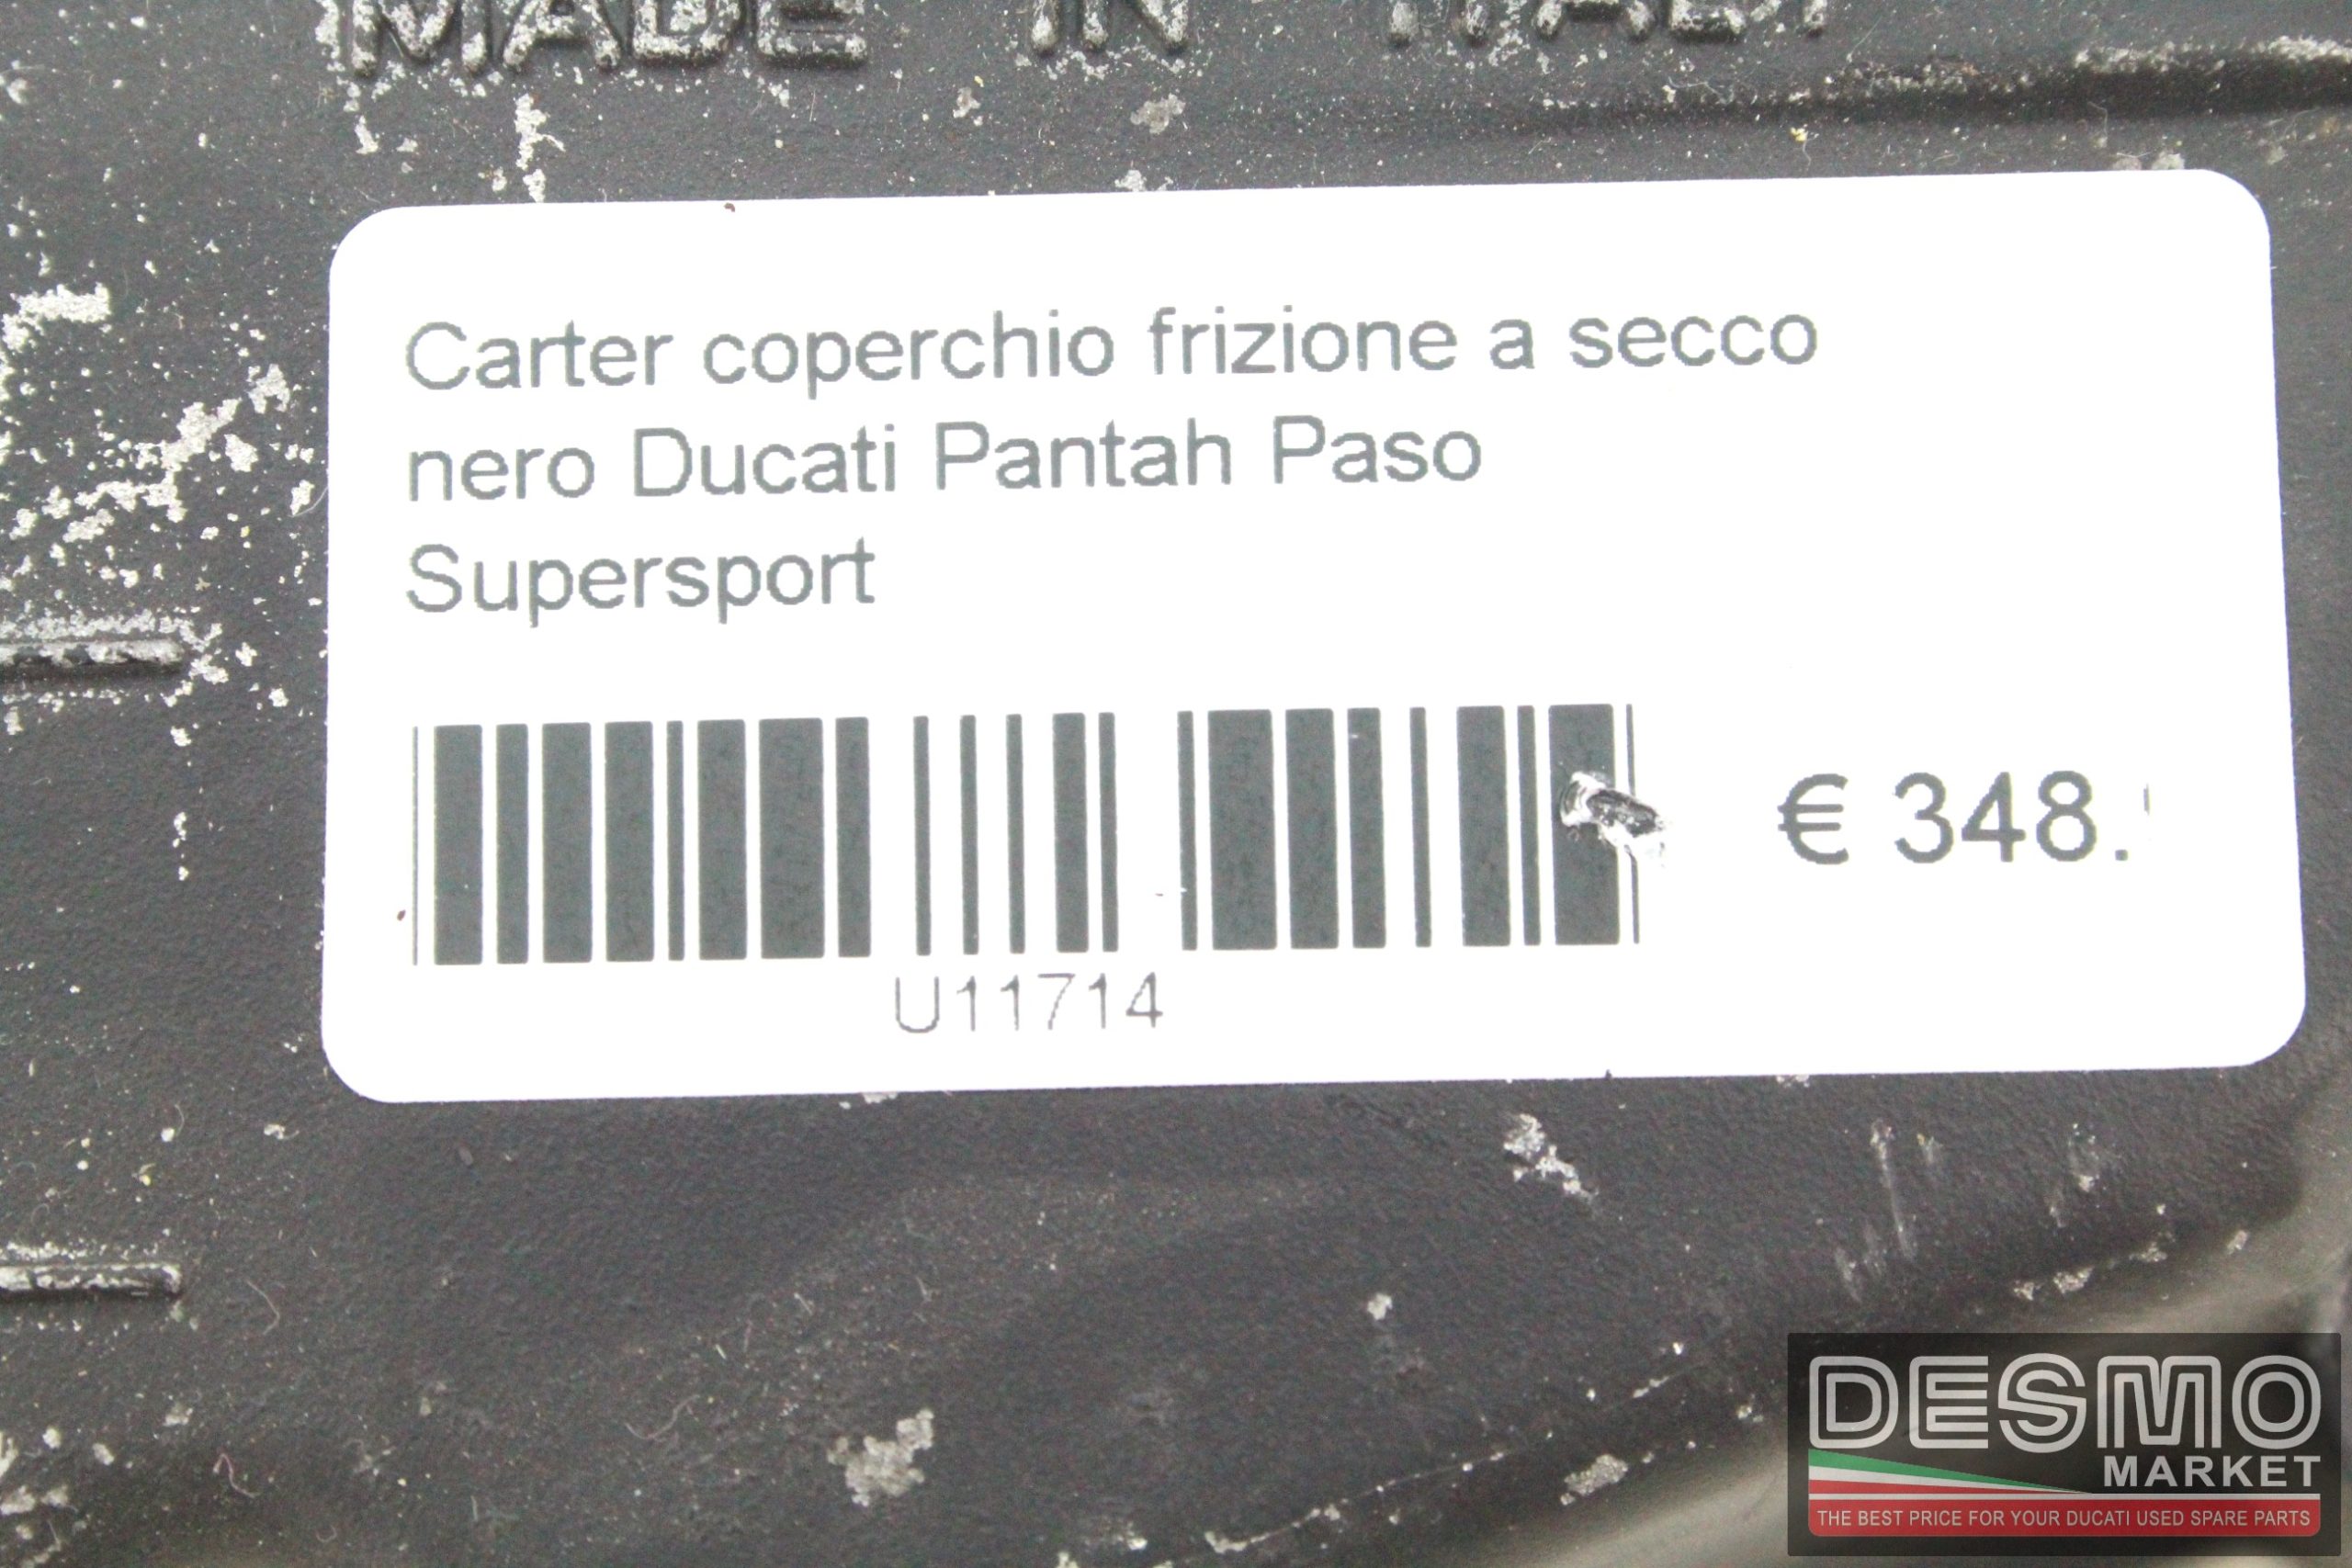 MADE IN ITALY
Carter coperchio frizione a secco
nero Ducati Pantah Paso
Supersport
€ 348.
U11714
DESMO
MARKET
THE BEST PRICE FOR YOUR DUCATI USED SPARE PARTS